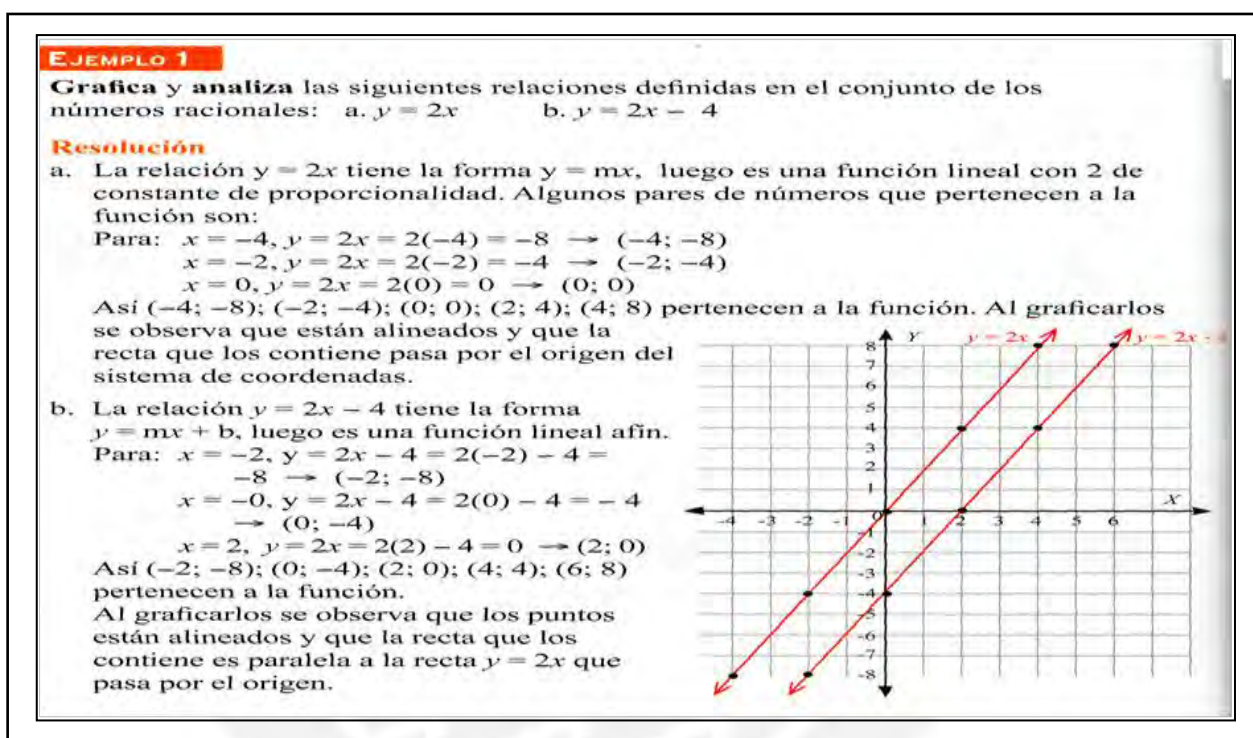 EJEMPLO 1
Grafica y analiza las siguientes relaciones definidas en el conjunto de los
números racionales: a. y = 2x b. y = 2x – 4
Resolución
a. La relación y = 2x tiene la forma y = mx, luego es una función lineal con 2 de
constante de proporcionalidad. Algunos pares de números que pertenecen a la
función son:
Para: x = –4, y = 2x = 2(–4) = –8 → (–4; –8)
x = –2, y = 2x = 2(–2) = –4 → (–2; –4)
x = 0, y = 2x = 2(0) = 0 → (0; 0)
Así (–4; –8); (–2; –4); (0; 0); (2; 4); (4; 8) pertenecen a la función. Al graficarlos
se observa que están alineados y que la
recta que los contiene pasa por el origen del
sistema de coordenadas.
b. La relación y = 2x – 4 tiene la forma
y = mx + b, luego es una función lineal afín.
Para: x = –2, y = 2x – 4 = 2(–2) – 4 =
–8 → (–2; –8)
x = –0, y = 2x – 4 = 2(0) – 4 = – 4
→ (0; –4)
x = 2, y = 2x = 2(2) – 4 = 0 → (2; 0)
Así (–2; –8); (0; –4); (2; 0); (4; 4); (6; 8)
pertenecen a la función.
Al graficarlos se observa que los puntos
están alineados y que la recta que los
contiene es paralela a la recta y = 2x que
pasa por el origen.
Y y = 2x y = 2x - 4
8
7
6
5
4
3
2
1
X
-4 -3 -2 -1 0 1 2 3 4 5 6
-1
-2
-3
-4
-5
-6
-7
-8